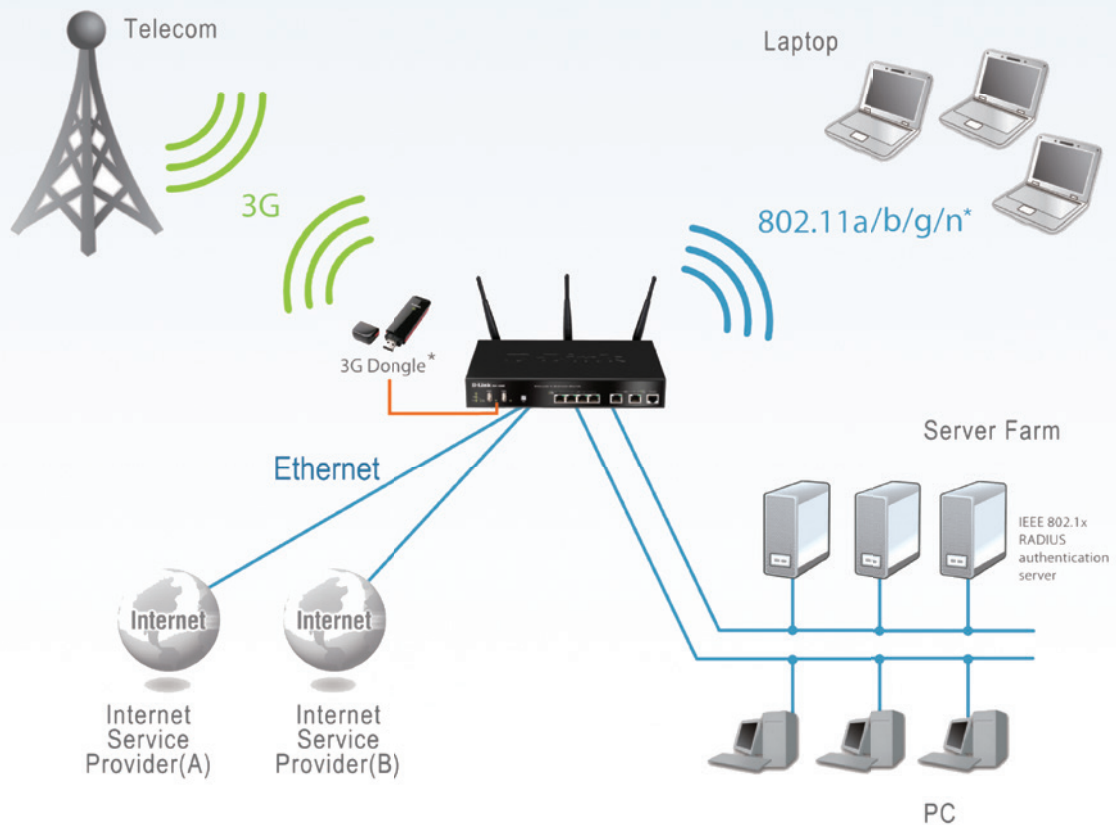 Telecom
Laptop
3G
802.11a/b/g/n*
3G Dongle*
D-Link
Ethernet
Server Farm
IEEE 802.1x
RADIUS
authentication
server
Internet
Internet
Internet
Service
Provider(A)
Internet
Service
Provider(B)
PC